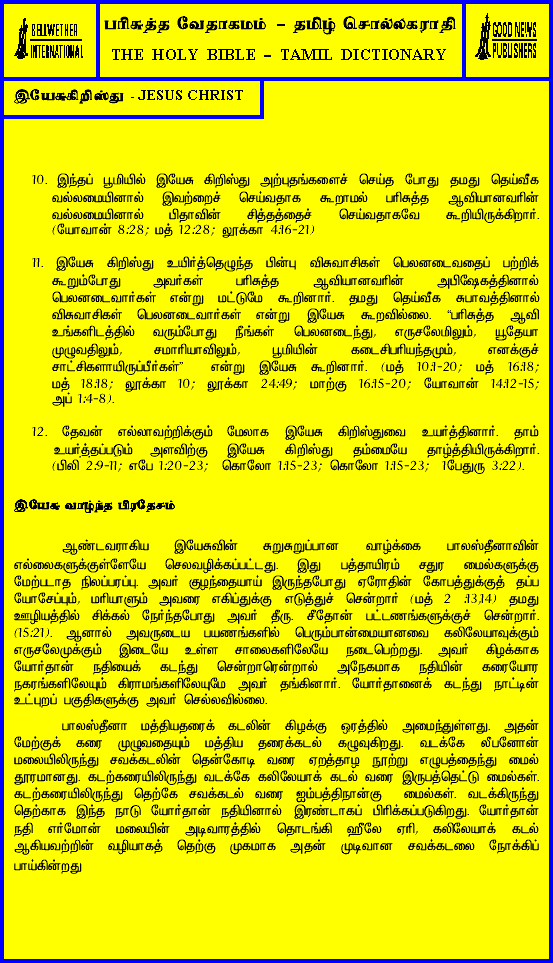 BELLWETHER
INTERNATIONAL
பரிசுத்த வேதாகமம் – தமிழ் சொல்லகராதி
THE HOLY BIBLE – TAMIL DICTIONARY
GOOD NEWS
PUBLISHERS
இயேசுகிறிஸ்து - JESUS CHRIST
10. இந்தப் பூமியில் இயேசு கிறிஸ்து அற்புதங்களைச் செய்த போது தமது தெய்வீக
வல்லமையினால் இவற்றைச் செய்வதாக கூறாமல் பரிசுத்த ஆவியானவரின்
வல்லமையினால் பிதாவின் சித்தத்தைச் செய்வதாகவே கூறியிருக்கிறார்.
(யோவான் 8:28; மத் 12:28; லூக்கா 4:16-21)
11. இயேசு கிறிஸ்து உயிர்த்தெழுந்த பின்பு விசுவாசிகள் பெலனடைவதைப் பற்றிக்
கூறும்போது அவர்கள் பரிசுத்த ஆவியானவரின் அபிஷேகத்தினால்
பெலனடைவார்கள் என்று மட்டுமே கூறினார். தமது தெய்வீக சுபாவத்தினால்
விசுவாசிகள் பெலனடைவார்கள் என்று இயேசு கூறவில்லை. “பரிசுத்த ஆவி
உங்களிடத்தில் வரும்போது நீங்கள் பெலனடைந்து, எருசலேமிலும், யூதேயா
முழுவதிலும், சமாரியாவிலும், பூமியின் கடைசிபரியந்தமும், எனக்குச்
சாட்சிகளாயிருப்பீர்கள்” என்று இயேசு கூறினார். (மத் 10:1-20; மத் 16:18;
மத் 18:18; லூக்கா 10; லூக்கா 24:49; மாற்கு 16:15-20; யோவான் 14:12-15;
அப் 1:4-8).
12. தேவன் எல்லாவற்றிக்கும் மேலாக இயேசு கிறிஸ்துவை உயர்த்தினார். தாம்
உயர்த்தப்படும் அளவிற்கு இயேசு கிறிஸ்து தம்மையே தாழ்த்தியிருக்கிறார்.
(பிலி 2:9-11; எபே 1:20-23; கொலோ 1:15-23; கொலோ 1:15-23; 1பேதுரு 3:22).
இயேசு வாழ்ந்த பிரதேசம்
ஆண்டவராகிய இயேசுவின் சுறுசுறுப்பான வாழ்க்கை பாலஸ்தீனாவின்
எல்லைகளுக்குள்ளேயே செலவழிக்கப்பட்டது. இது பத்தாயிரம் சதுர மைல்களுக்கு
மேற்படாத நிலப்பரப்பு. அவர் குழந்தையாய் இருந்தபோது ஏரோதின் கோபத்துக்குத் தப்ப
யோசேப்பும், மரியாளும் அவரை எகிப்துக்கு எடுத்துச் சென்றார் (மத் 2 :13,14) தமது
ஊழியத்தில் சிக்கல் நேர்ந்தபோது அவர் தீரு. சீதோன் பட்டணங்களுக்குச் சென்றார்.
(15:21). ஆனால் அவருடைய பயணங்களில் பெரும்பான்மையானவை கலிலேயாவுக்கும்
எருசலேமுக்கும் இடையே உள்ள சாலைகளிலேயே நடைபெற்றது. அவர் கிழக்காக
யோர்தான் நதியைக் கடந்து சென்றாரென்றால் அநேகமாக நதியின் கரையோர
நகரங்களிலேயும் கிராமங்களிலேயுமே அவர் தங்கினார். யோர்தானைக் கடந்து நாட்டின்
உட்புறப் பகுதிகளுக்கு அவர் செல்லவில்லை.
பாலஸ்தீனா மத்தியதரைக் கடலின் கிழக்கு ஓரத்தில் அமைந்துள்ளது. அதன்
மேற்குக் கரை முழுவதையும் மத்திய தரைக்கடல் கழுவுகிறது. வடக்கே லீபனோன்
மலையிலிருந்து சவக்கடலின் தென்கோடி வரை ஏறத்தாழ நூற்று எழுபத்தைந்து மைல்
தூரமானது. கடற்கரையிலிருந்து வடக்கே கலிலேயாக் கடல் வரை இருபத்தெட்டு மைல்கள்.
கடற்கரையிலிருந்து தெற்கே சவக்கடல் வரை ஐம்பத்திநான்கு மைல்கள். வடக்கிருந்து
தெற்காக இந்த நாடு யோர்தான் நதியினால் இரண்டாகப் பிரிக்கப்படுகிறது. யோர்தான்
நதி எர்மோன் மலையின் அடிவாரத்தில் தொடங்கி ஹீலே ஏரி, கலிலேயாக் கடல்
ஆகியவற்றின் வழியாகத் தெற்கு முகமாக அதன் முடிவான சவக்கடலை நோக்கிப்
பாய்கின்றது